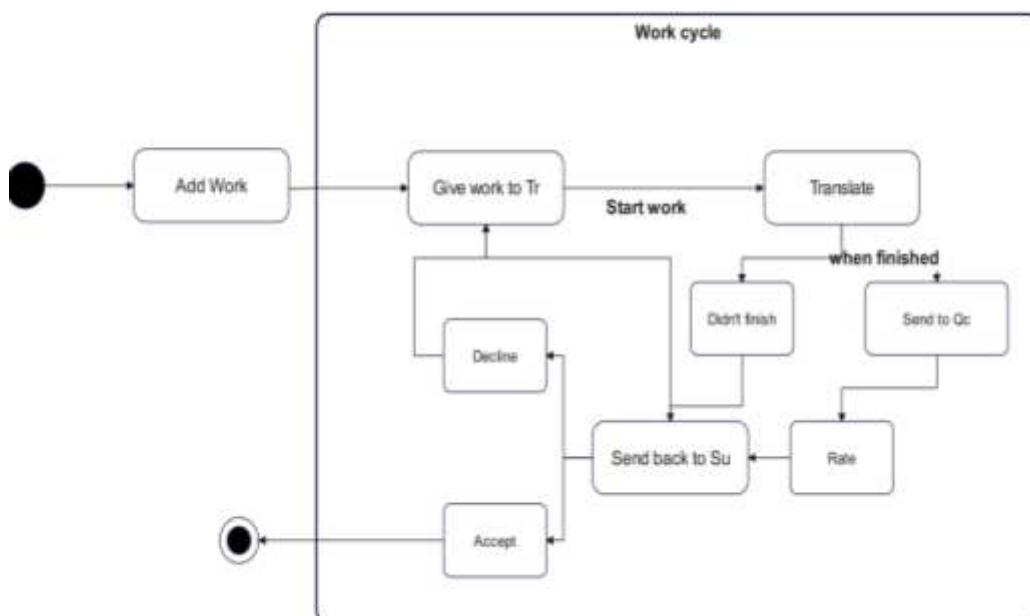 Work cycle
Add Work
Give work to Tr
Start work
Translate
when finished
Didn't finish
Send to Qc
Decline
Send back to Su
Rate
Accept